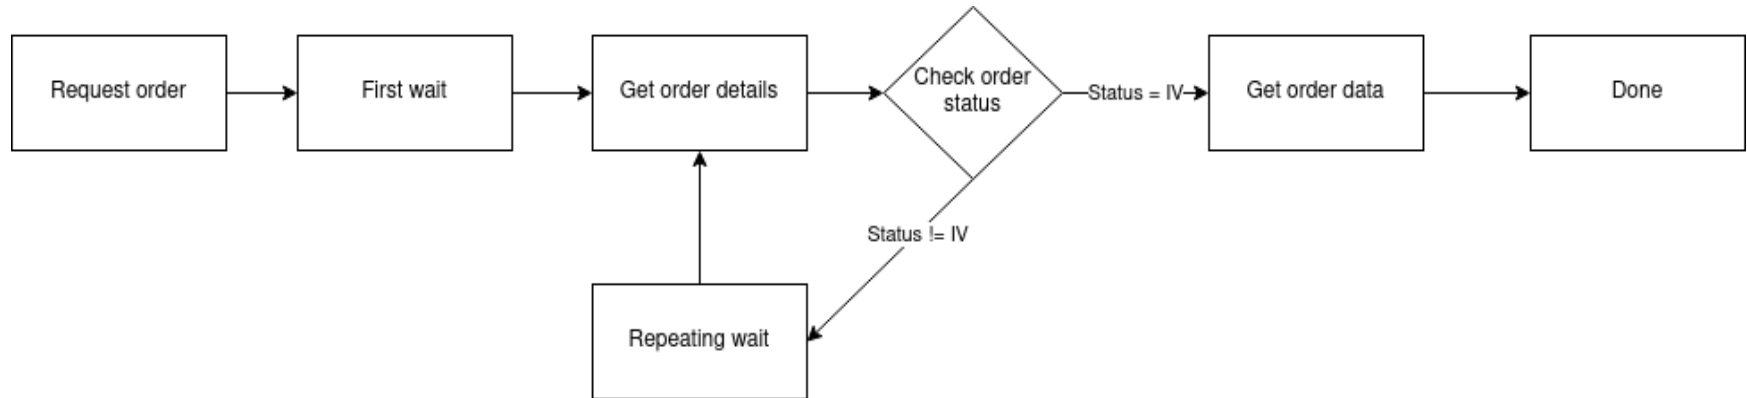 Request order
First wait
Get order details
Check order
status
Status = IV
Get order data
Done
Status != IV
Repeating wait